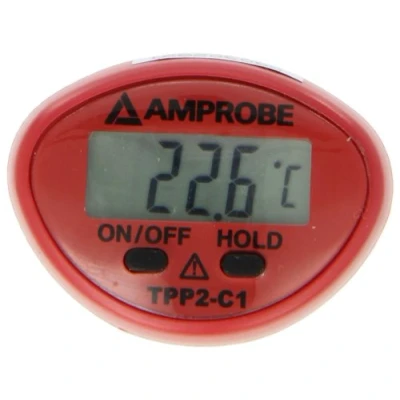 AMPROBE
22.6 °C
ON/OFF HOLD
TPP2-C1